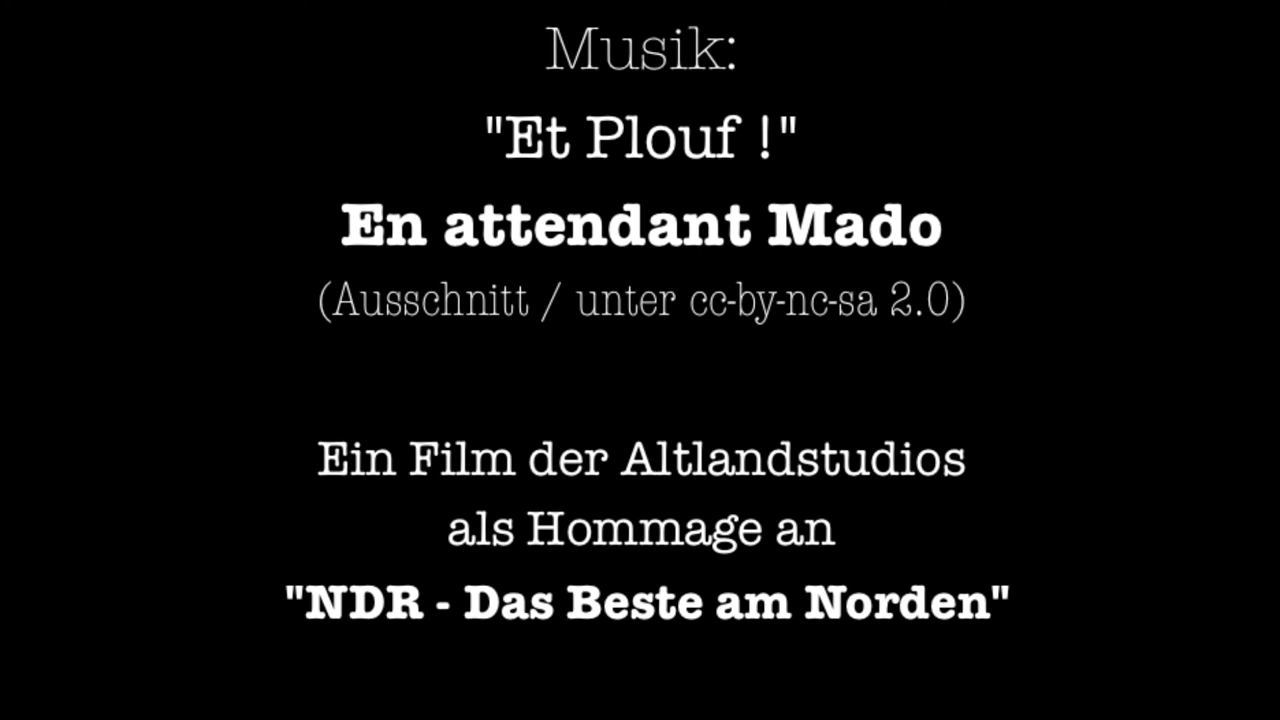 Musik:
"Et Plouf !"
En attendant Mado
(Ausschnitt / unter cc-by-nc-sa 2.0)
Ein Film der Altlandstudios
als Hommage an
"NDR - Das Beste am Norden"